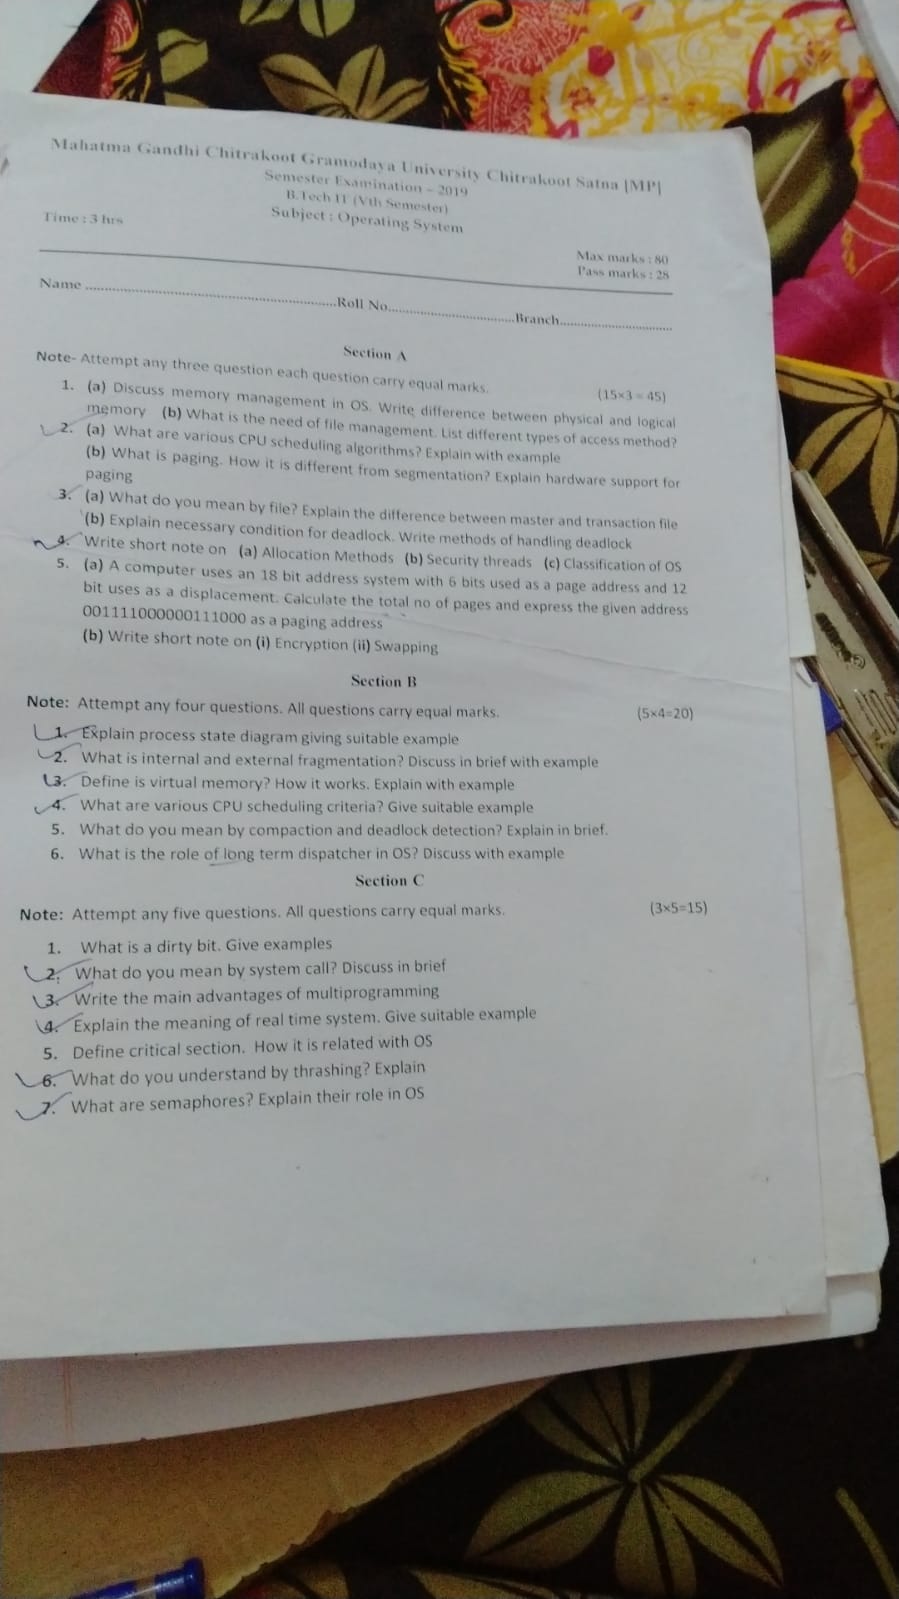 Mahatma Gandhi Chitrakoot Gramodaya University Chitrakoot Satna [MP]
Semester Examination – 2019
B.Tech IT (Vth Semester)
Subject : Operating System
Time : 3 hrs
Max marks : 80
Pass marks : 28
Name ........................................Roll No........................................Branch........................................
Section A
Note- Attempt any three question each question carry equal marks. (15×3 = 45)
1. (a) Discuss memory management in OS. Write difference between physical and logical
memory (b) What is the need of file management. List different types of access method?
2. (a) What are various CPU scheduling algorithms? Explain with example
(b) What is paging. How it is different from segmentation? Explain hardware support for
paging
3. (a) What do you mean by file? Explain the difference between master and transaction file
(b) Explain necessary condition for deadlock. Write methods of handling deadlock
4. Write short note on (a) Allocation Methods (b) Security threads (c) Classification of OS
5. (a) A computer uses an 18 bit address system with 6 bits used as a page address and 12
bit uses as a displacement. Calculate the total no of pages and express the given address
001111000000111000 as a paging address
(b) Write short note on (i) Encryption (ii) Swapping
Section B
Note: Attempt any four questions. All questions carry equal marks. (5×4=20)
1. Explain process state diagram giving suitable example
2. What is internal and external fragmentation? Discuss in brief with example
3. Define is virtual memory? How it works. Explain with example
4. What are various CPU scheduling criteria? Give suitable example
5. What do you mean by compaction and deadlock detection? Explain in brief.
6. What is the role of long term dispatcher in OS? Discuss with example
Section C
Note: Attempt any five questions. All questions carry equal marks. (3×5=15)
1. What is a dirty bit. Give examples
2. What do you mean by system call? Discuss in brief
3. Write the main advantages of multiprogramming
4. Explain the meaning of real time system. Give suitable example
5. Define critical section. How it is related with OS
6. What do you understand by thrashing? Explain
7. What are semaphores? Explain their role in OS